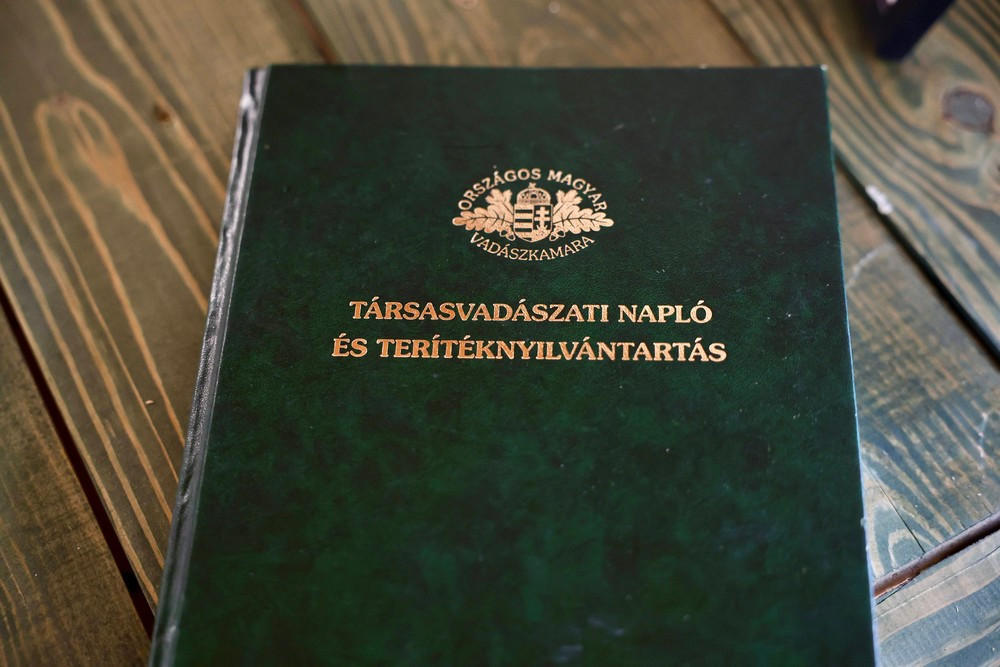 ORSZÁGOS MAGYAR
VADÁSZKAMARA
TÁRSASVADÁSZATI NAPLÓ
ÉS TERÍTÉKNYILVÁNTARTÁS